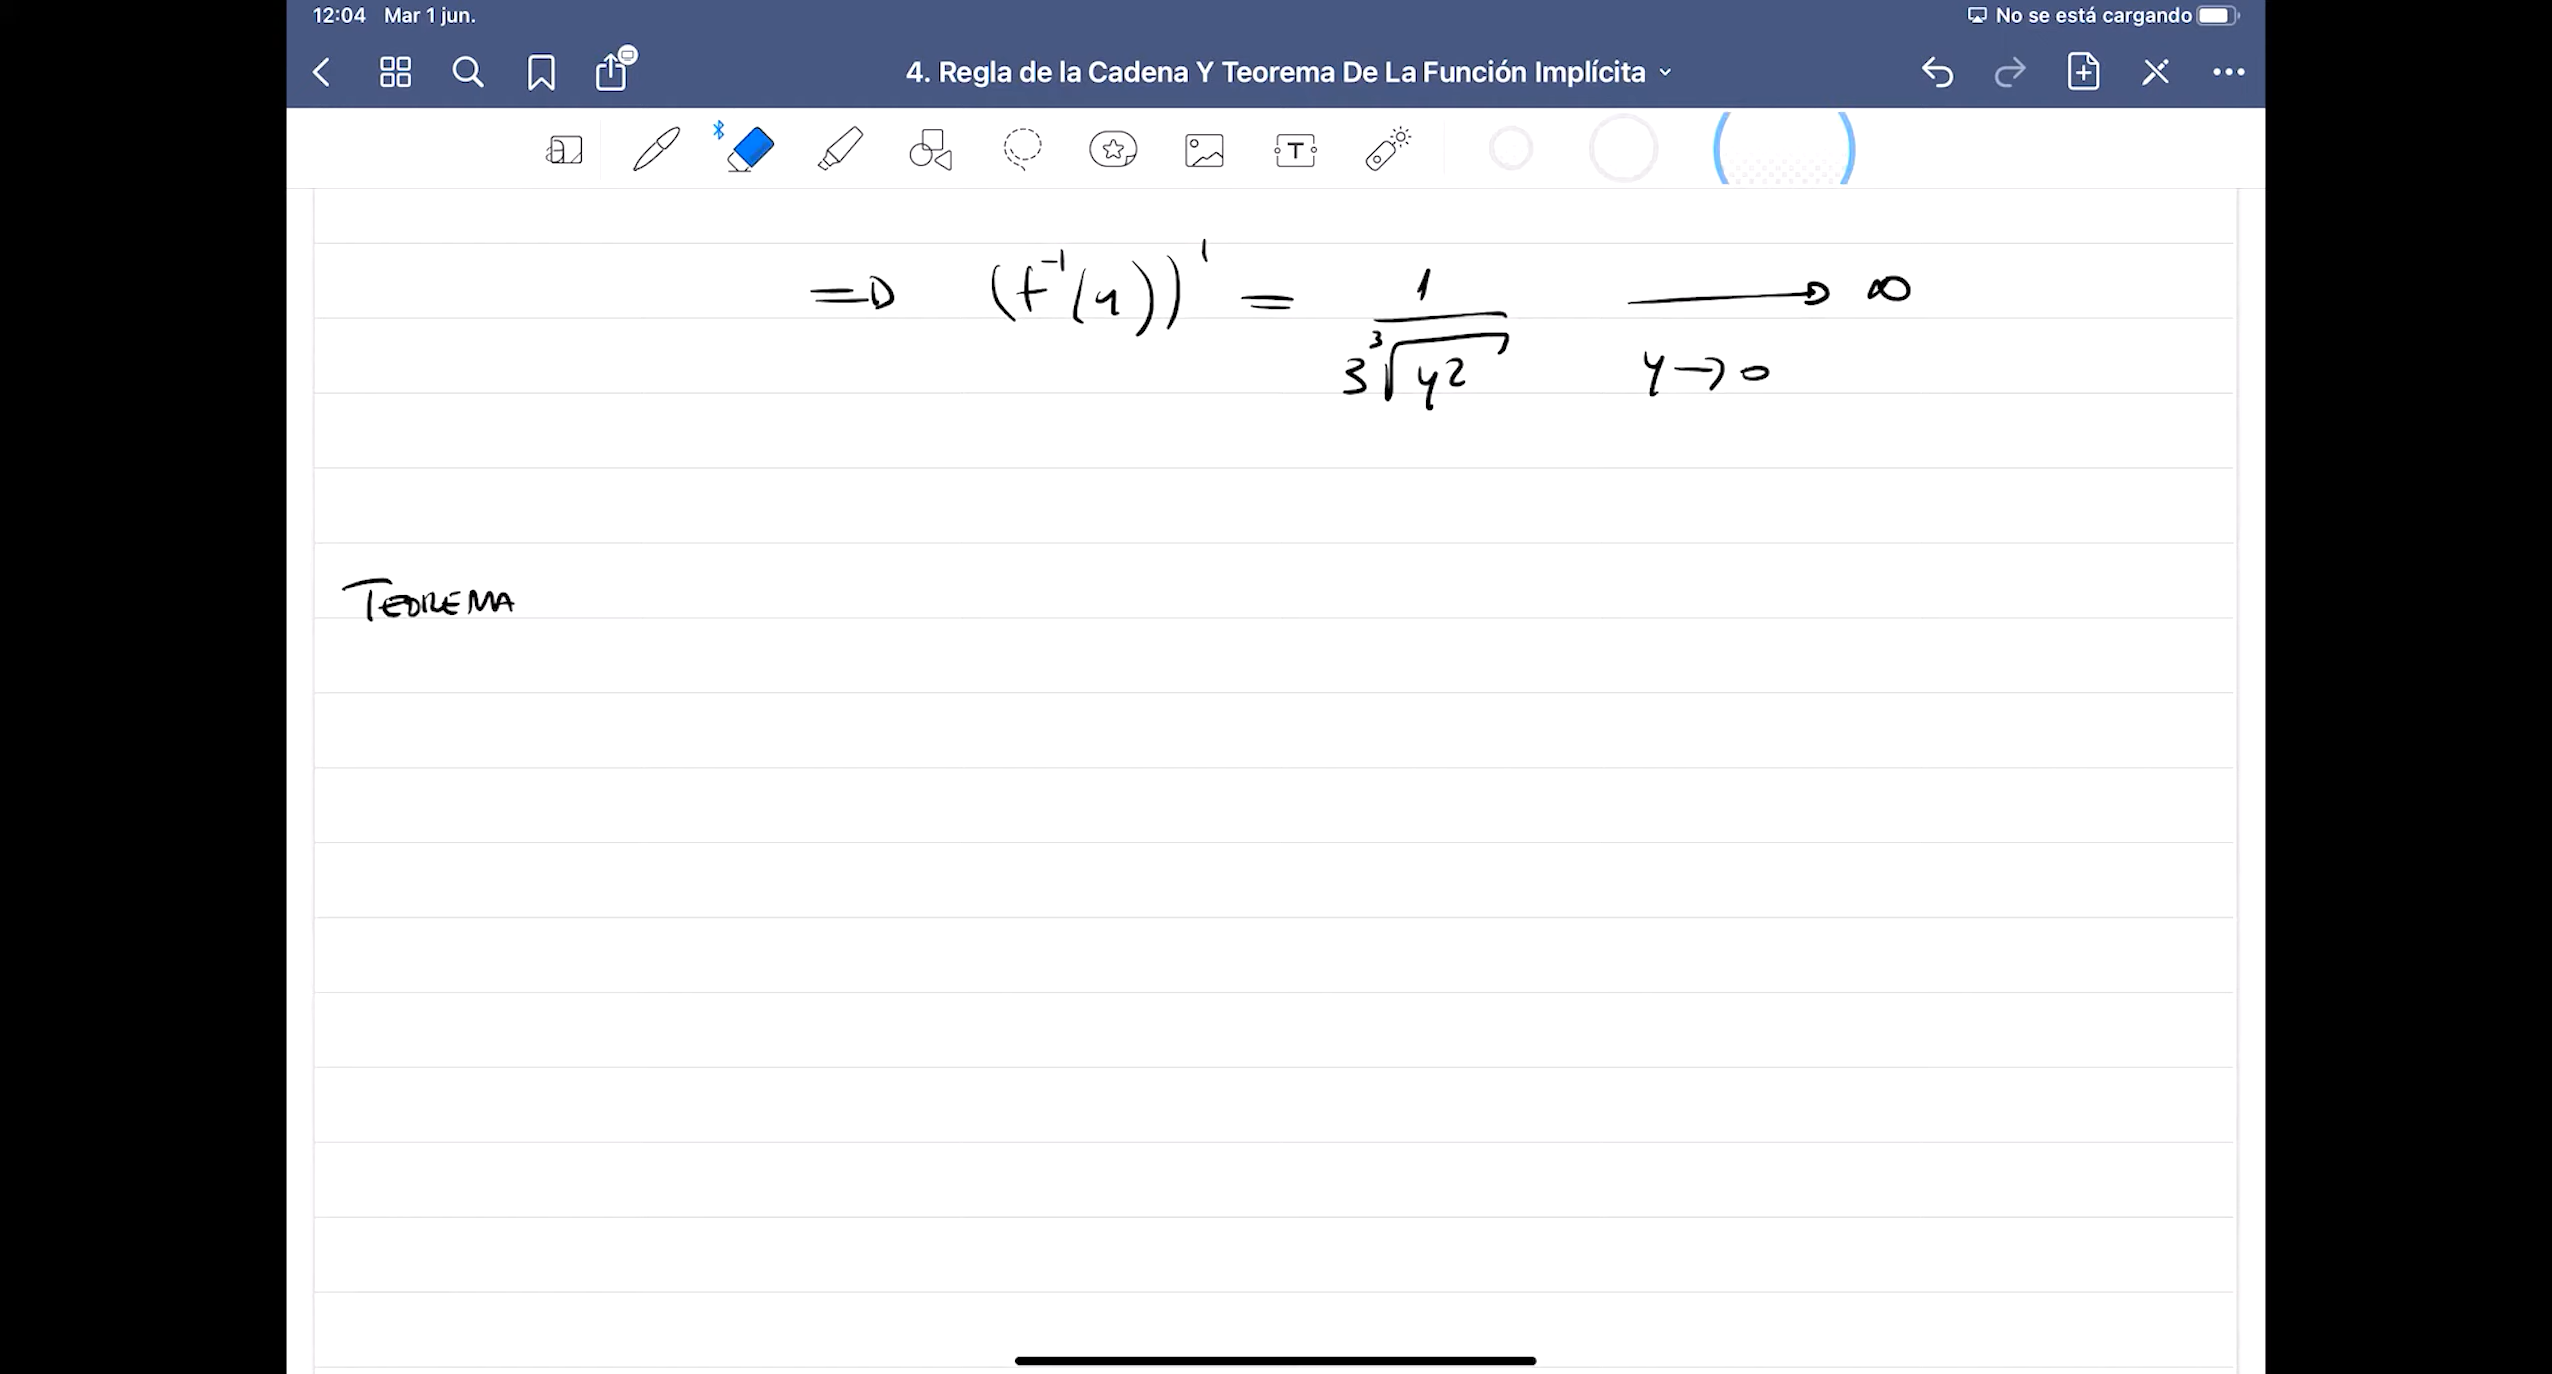 12:04 Mar 1 jun. No se está cargando
4. Regla de la Cadena Y Teorema De La Función Implícita
=> (f⁻¹(y))' = 1 / (3 ∛(y²)) → ∞
y → 0
TEOREMA